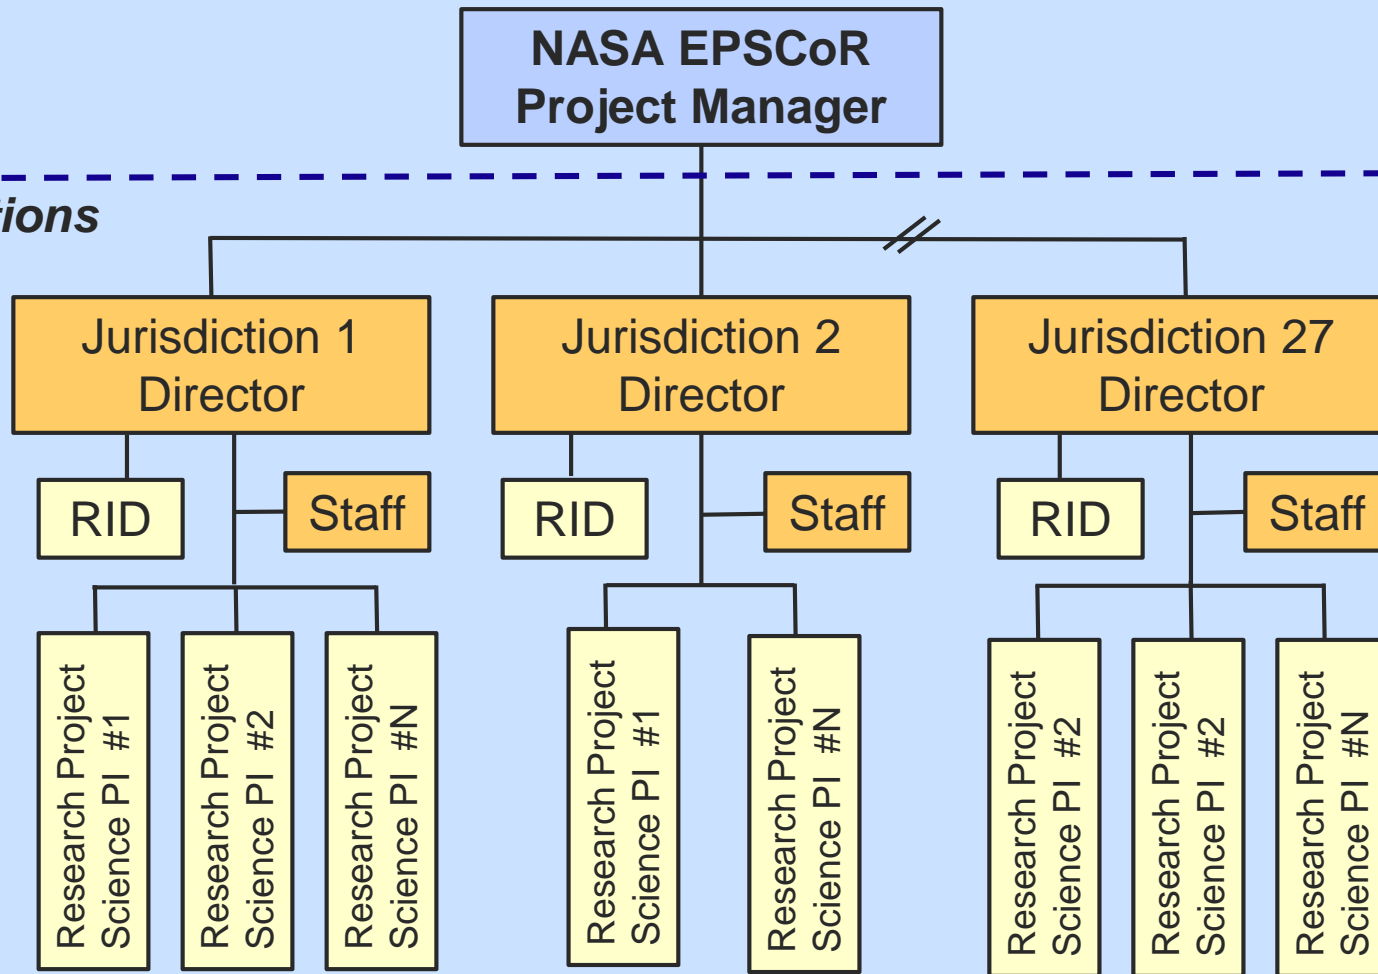 NASA EPSCoR
Project Manager
tions
Jurisdiction 1
Director
Jurisdiction 2
Director
Jurisdiction 27
Director
RID
Staff
RID
Staff
RID
Staff
Research Project
Science PI #1
Research Project
Science PI #2
Research Project
Science PI #N
Research Project
Science PI #1
Research Project
Science PI #N
Research Project
Science PI #2
Research Project
Science PI #2
Research Project
Science PI #N